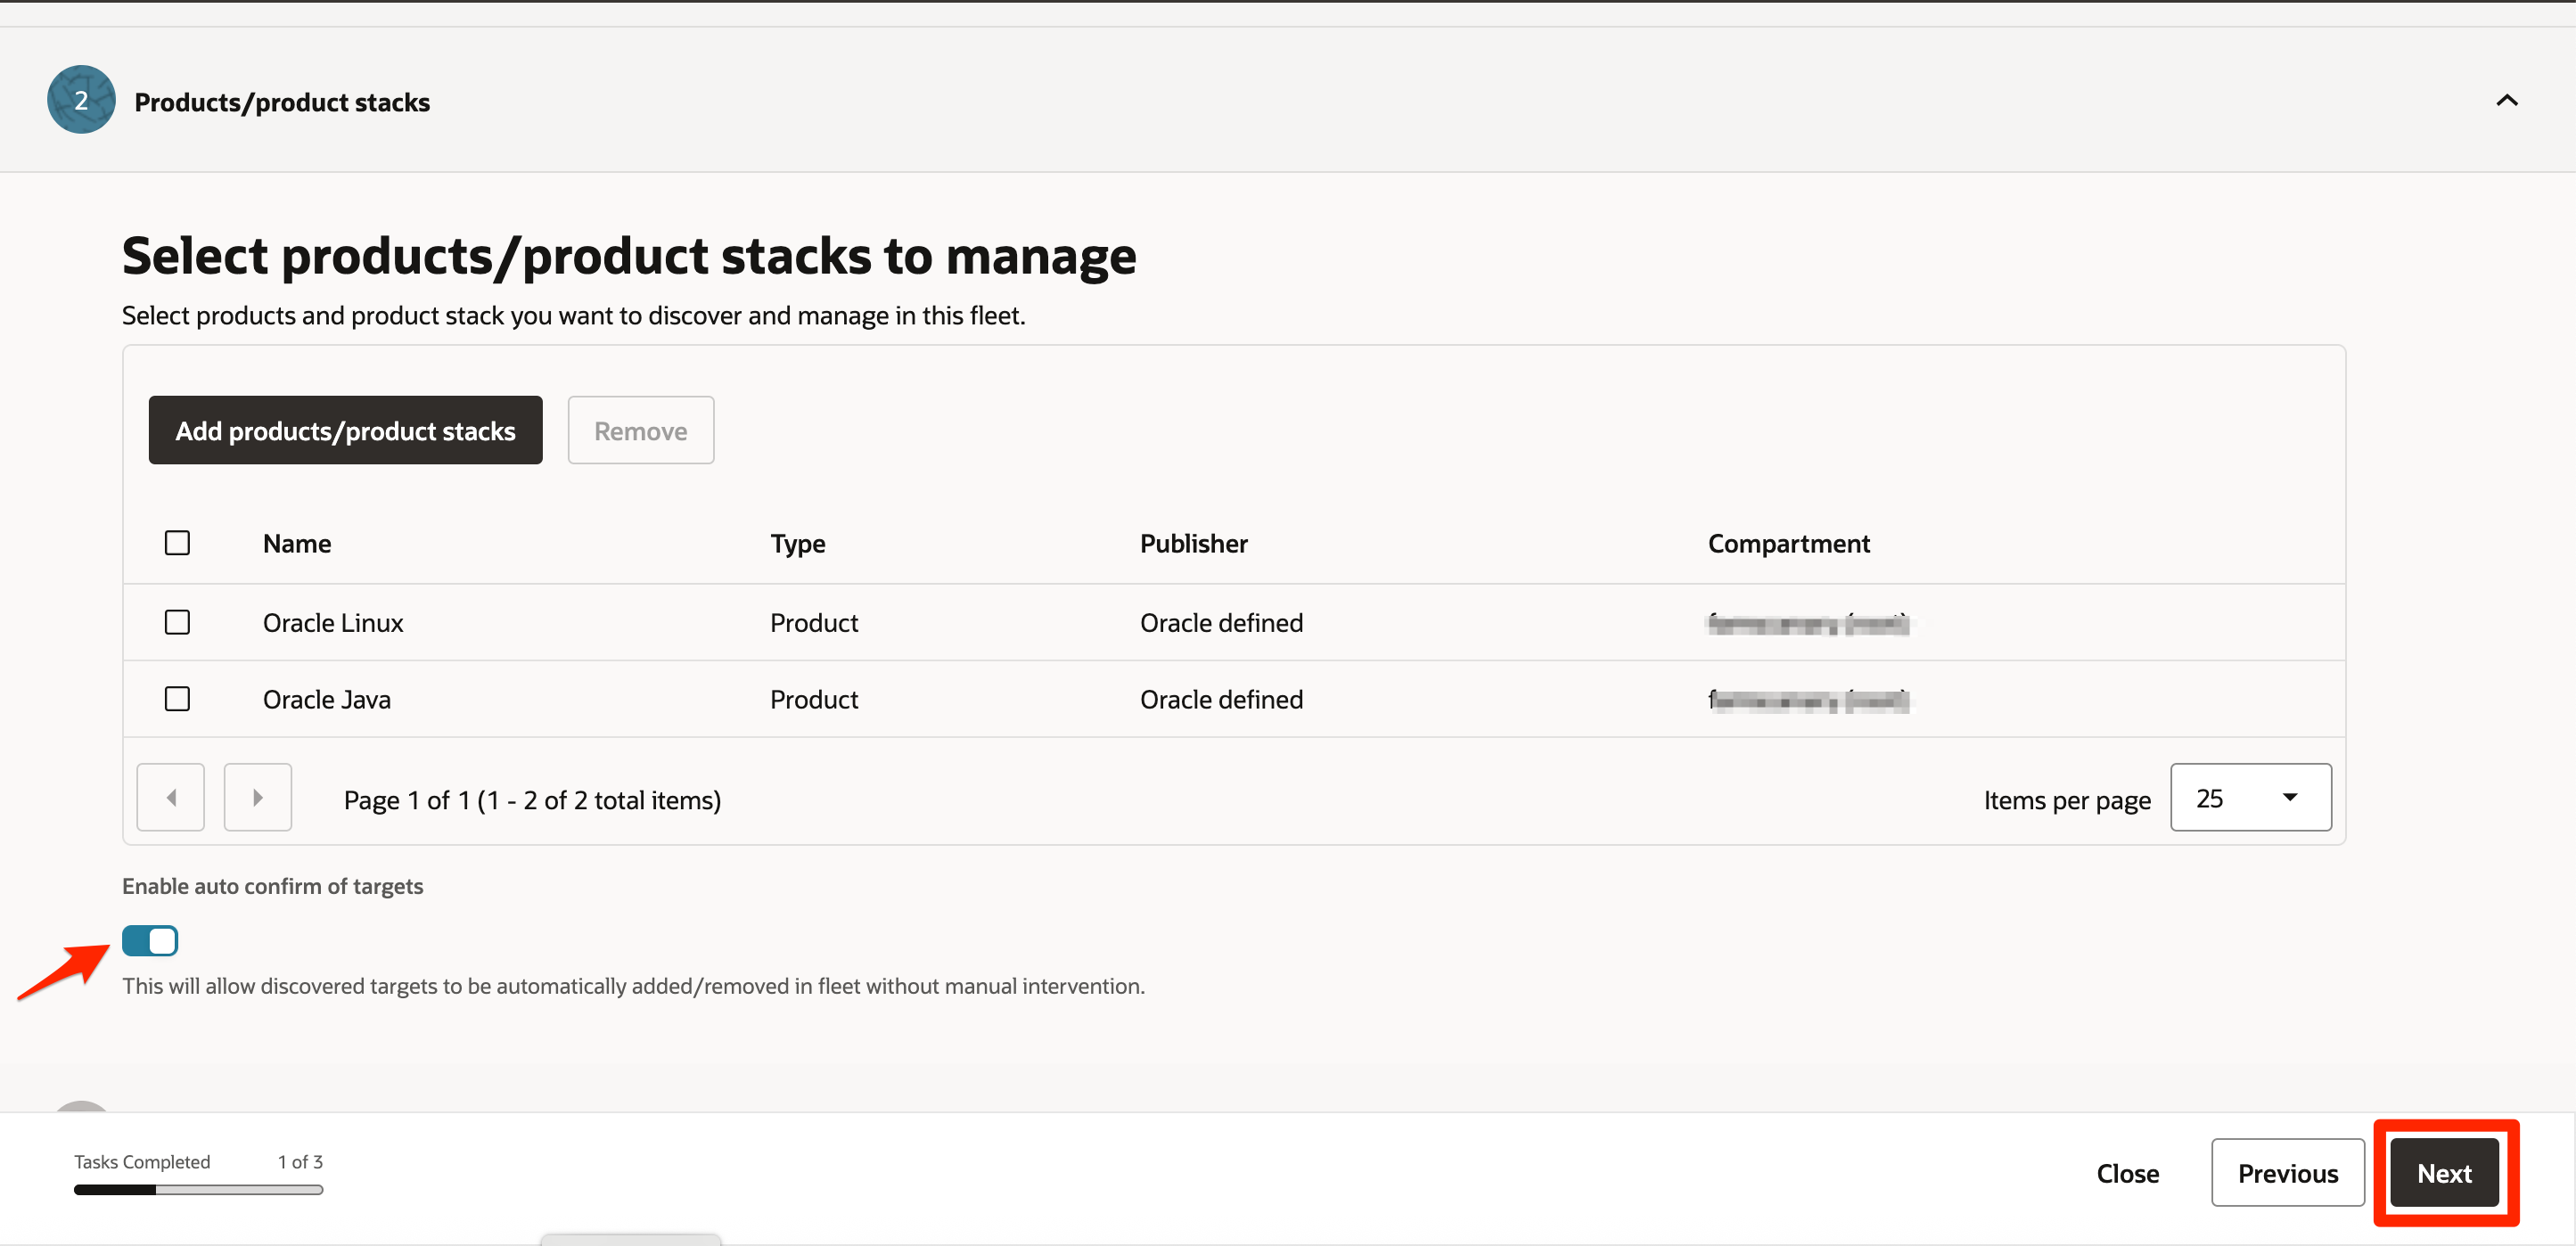 2 Products/product stacks
Select products/product stacks to manage
Select products and product stack you want to discover and manage in this fleet.
Add products/product stacks Remove
Name Type Publisher Compartment
Oracle Linux Product Oracle defined
Oracle Java Product Oracle defined
Page 1 of 1 (1 - 2 of 2 total items) Items per page 25
Enable auto confirm of targets
This will allow discovered targets to be automatically added/removed in fleet without manual intervention.
Tasks Completed 1 of 3 Close Previous Next